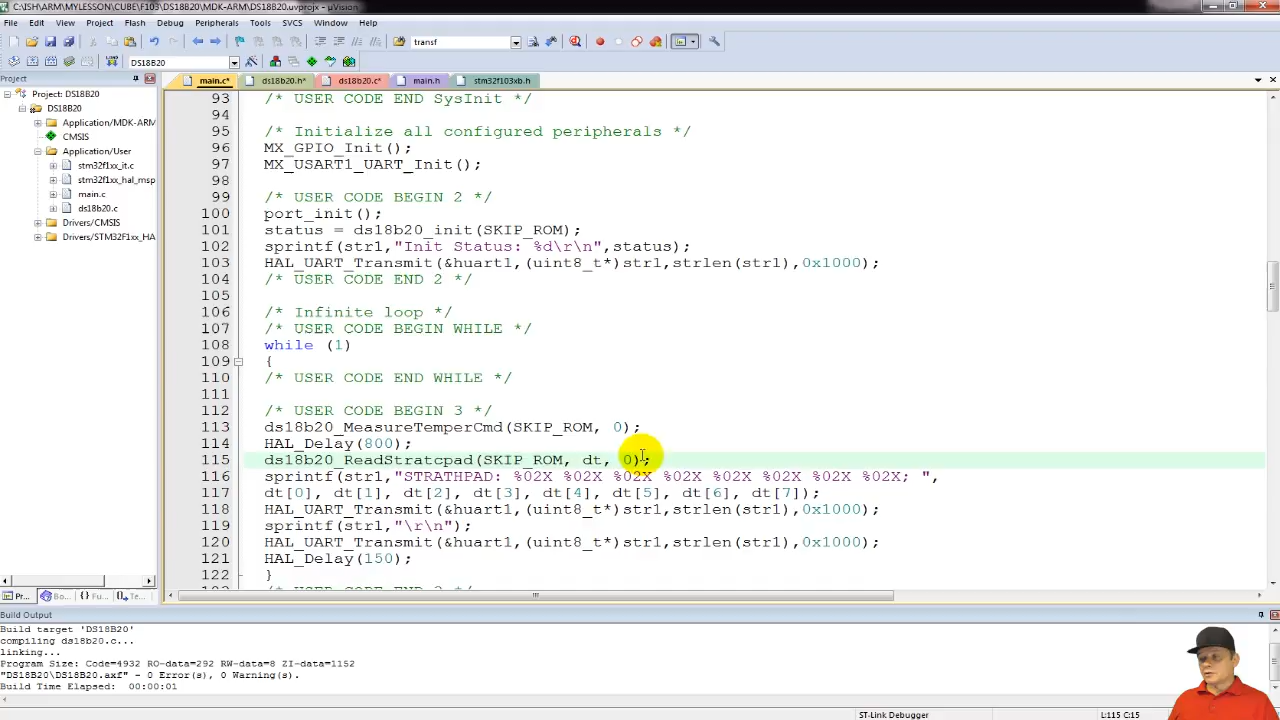 C:\ISH\ARM\MYLESSON\CUBE\F103\DS18B20\MDK-ARM\DS18B20.uvprojx - µVision
File Edit View Project Flash Debug Peripherals Tools SVCS Window Help
transf
DS18B20
Project
main.c* ds18b20.h* ds18b20.c* main.h stm32f103xb.h
Project: DS18B20
DS18B20
Application/MDK-ARM
CMSIS
Application/User
stm32f1xx_it.c
stm32f1xx_hal_msp
main.c
ds18b20.c
Drivers/CMSIS
Drivers/STM32F1xx_HA
93 /* USER CODE END SysInit */
94
95 /* Initialize all configured peripherals */
96 MX_GPIO_Init();
97 MX_USART1_UART_Init();
98
99 /* USER CODE BEGIN 2 */
100 port_init();
101 status = ds18b20_init(SKIP_ROM);
102 sprintf(str1,"Init Status: %d\r\n",status);
103 HAL_UART_Transmit(&huart1,(uint8_t*)str1,strlen(str1),0x1000);
104 /* USER CODE END 2 */
105
106 /* Infinite loop */
107 /* USER CODE BEGIN WHILE */
108 while (1)
109 {
110 /* USER CODE END WHILE */
111
112 /* USER CODE BEGIN 3 */
113 ds18b20_MeasureTemperCmd(SKIP_ROM, 0);
114 HAL_Delay(800);
115 ds18b20_ReadStratcpad(SKIP_ROM, dt, 0);
116 sprintf(str1,"STRATHPAD: %02X %02X %02X %02X %02X %02X %02X %02X; ",
117 dt[0], dt[1], dt[2], dt[3], dt[4], dt[5], dt[6], dt[7]);
118 HAL_UART_Transmit(&huart1,(uint8_t*)str1,strlen(str1),0x1000);
119 sprintf(str1,"\r\n");
120 HAL_UART_Transmit(&huart1,(uint8_t*)str1,strlen(str1),0x1000);
121 HAL_Delay(150);
122 }
Pr... Bo... Fu... Te...
Build Output
Build target 'DS18B20'
compiling ds18b20.c...
linking...
Program Size: Code=4932 RO-data=292 RW-data=8 ZI-data=1152
"DS18B20\DS18B20.axf" - 0 Error(s), 0 Warning(s).
Build Time Elapsed: 00:00:01
ST-Link Debugger L:115 C:15